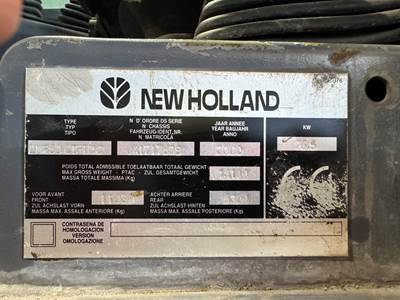 NEW HOLLAND
TYPE N D'ORDRE DS SERIE JAAR ANNEE KW
TYP N CHASSIS YEAR BAUJAHR
TIPO FAHRZEUG-IDENT. NR. ANNO
N MATRICOLA
POIDS TOTAL ADMISSIBLE TOELAATBAAR TOTAAL GEWICHT
MAX GROSS WEIGHT - PTAC - ZUL. GESAMTGEWICHT
MASSA TOTALE MASSIMA (Kg)
VOOR AVANT ACHTER ARRIERE
FRONT REAR
ZUL ACHSLAST VORN ZUL ACHSLAST HINTEN
MASSA MAX. ASSALE ANTERIORE (Kg) MASSA MAX. ASSALE POSTERIORE (Kg)
CONTRASENA DE
HOMOLOGACION
VERSION
OMOLOGAZIONE